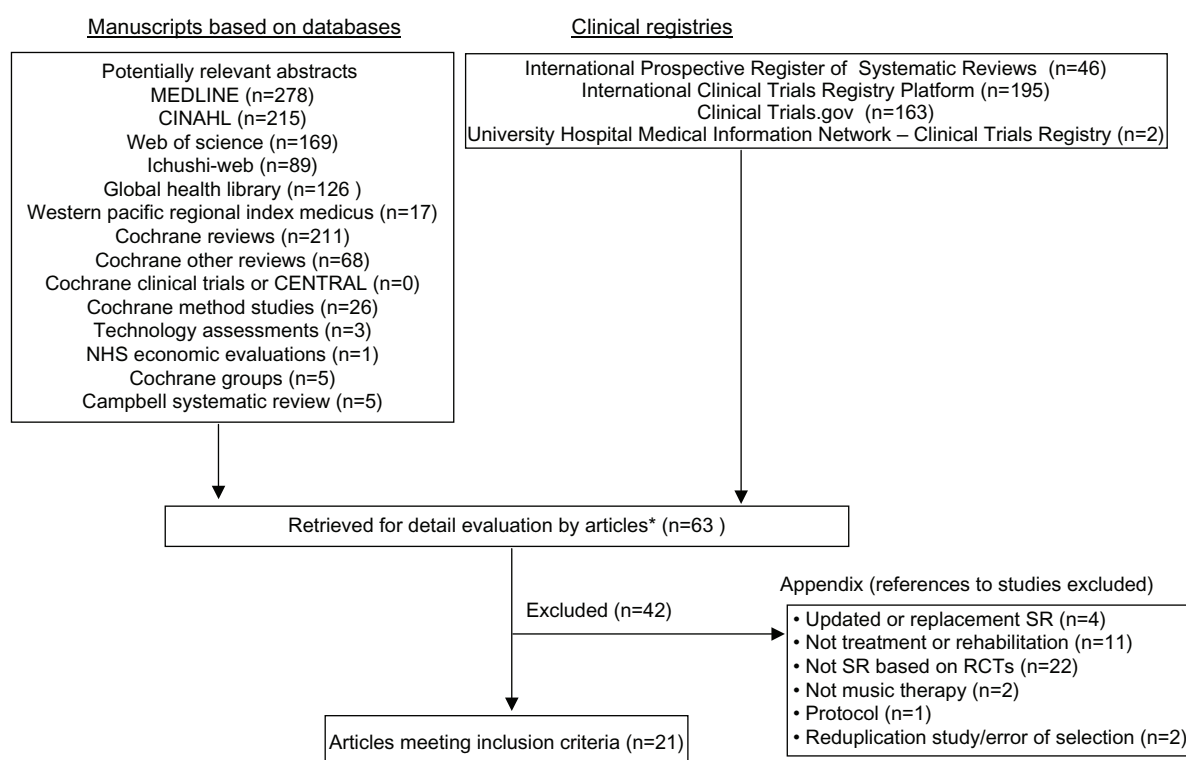 Manuscripts based on databases
Potentially relevant abstracts
MEDLINE (n=278)
CINAHL (n=215)
Web of science (n=169)
Ichushi-web (n=89)
Global health library (n=126 )
Western pacific regional index medicus (n=17)
Cochrane reviews (n=211)
Cochrane other reviews (n=68)
Cochrane clinical trials or CENTRAL (n=0)
Cochrane method studies (n=26)
Technology assessments (n=3)
NHS economic evaluations (n=1)
Cochrane groups (n=5)
Campbell systematic review (n=5)
Clinical registries
International Prospective Register of Systematic Reviews (n=46)
International Clinical Trials Registry Platform (n=195)
Clinical Trials.gov (n=163)
University Hospital Medical Information Network – Clinical Trials Registry (n=2)
Retrieved for detail evaluation by articles* (n=63 )
Excluded (n=42)
Appendix (references to studies excluded)
• Updated or replacement SR (n=4)
• Not treatment or rehabilitation (n=11)
• Not SR based on RCTs (n=22)
• Not music therapy (n=2)
• Protocol (n=1)
• Reduplication study/error of selection (n=2)
Articles meeting inclusion criteria (n=21)